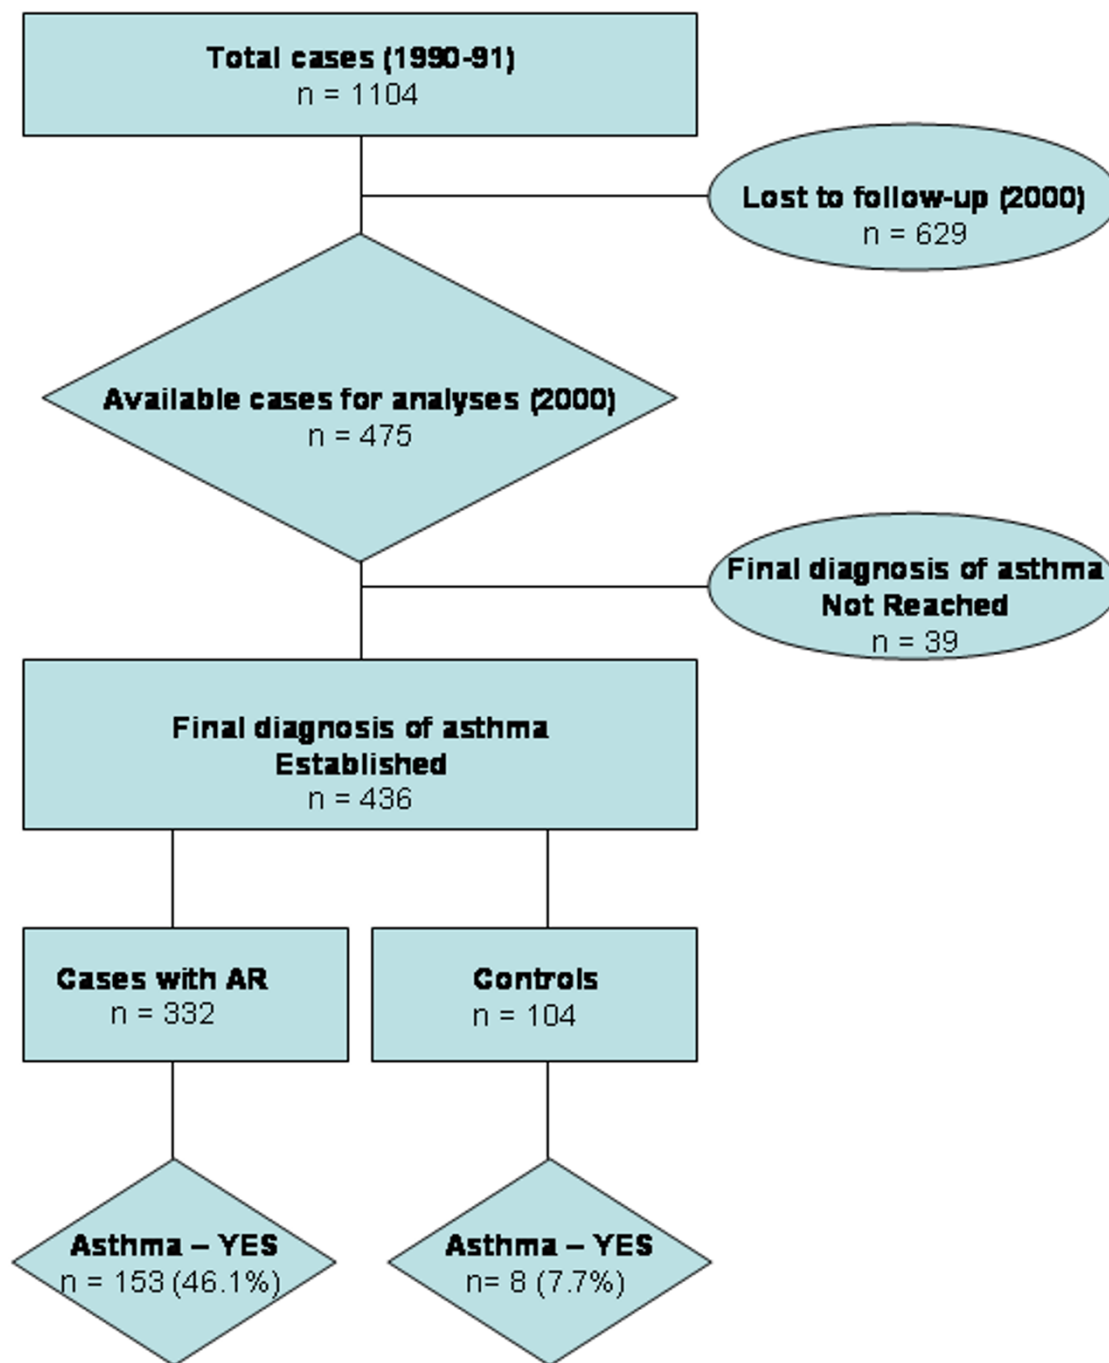 Total cases (1990-91)
n = 1104
Lost to follow-up (2000)
n = 629
Available cases for analyses (2000)
n = 475
Final diagnosis of asthma
Not Reached
n = 39
Final diagnosis of asthma
Established
n = 436
Cases with AR
n = 332
Controls
n = 104
Asthma – YES
n = 153 (46.1%)
Asthma – YES
n= 8 (7.7%)